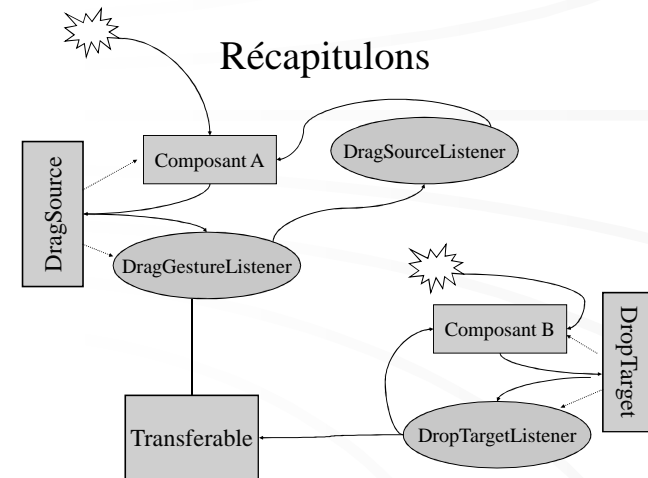 Récapitulons
Composant A
DragSourceListener
DragSource
DragGestureListener
Composant B
DropTarget
Transferable
DropTargetListener